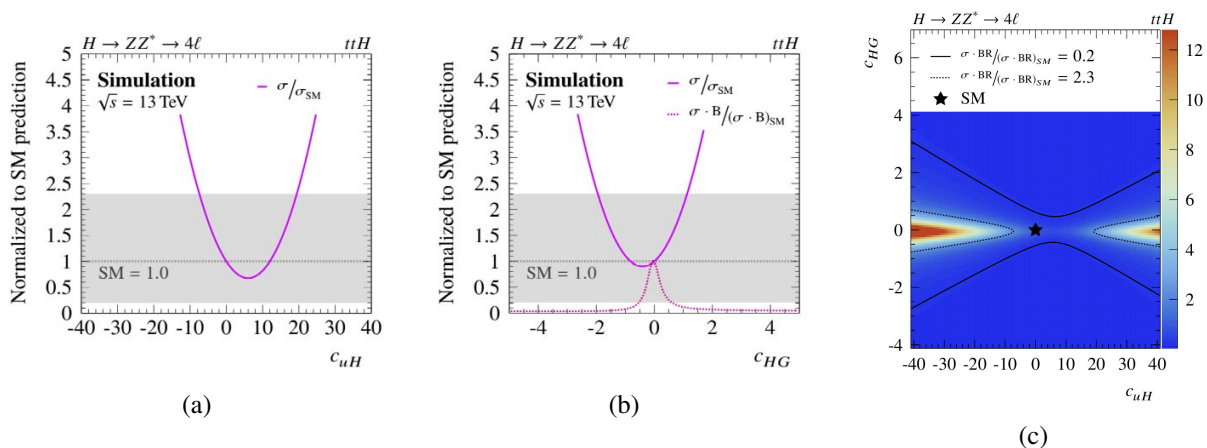 H → ZZ* → 4ℓ ttH
Normalized to SM prediction
5
4.5
4
3.5
3
2.5
2
1.5
1
0.5
0
Simulation
√s = 13 TeV
σ/σSM
SM = 1.0
-40 -30 -20 -10 0 10 20 30 40
c_uH
(a)
H → ZZ* → 4ℓ ttH
Normalized to SM prediction
5
4.5
4
3.5
3
2.5
2
1.5
1
0.5
0
Simulation
√s = 13 TeV
σ/σSM
σ · B/(σ · B)SM
SM = 1.0
-4 -2 0 2 4
c_HG
(b)
H → ZZ* → 4ℓ ttH
c_HG
6
4
2
0
-2
-4
σ · BR/(σ · BR)SM = 0.2
σ · BR/(σ · BR)SM = 2.3
SM
12
10
8
6
4
2
-40 -30 -20 -10 0 10 20 30 40
c_uH
(c)